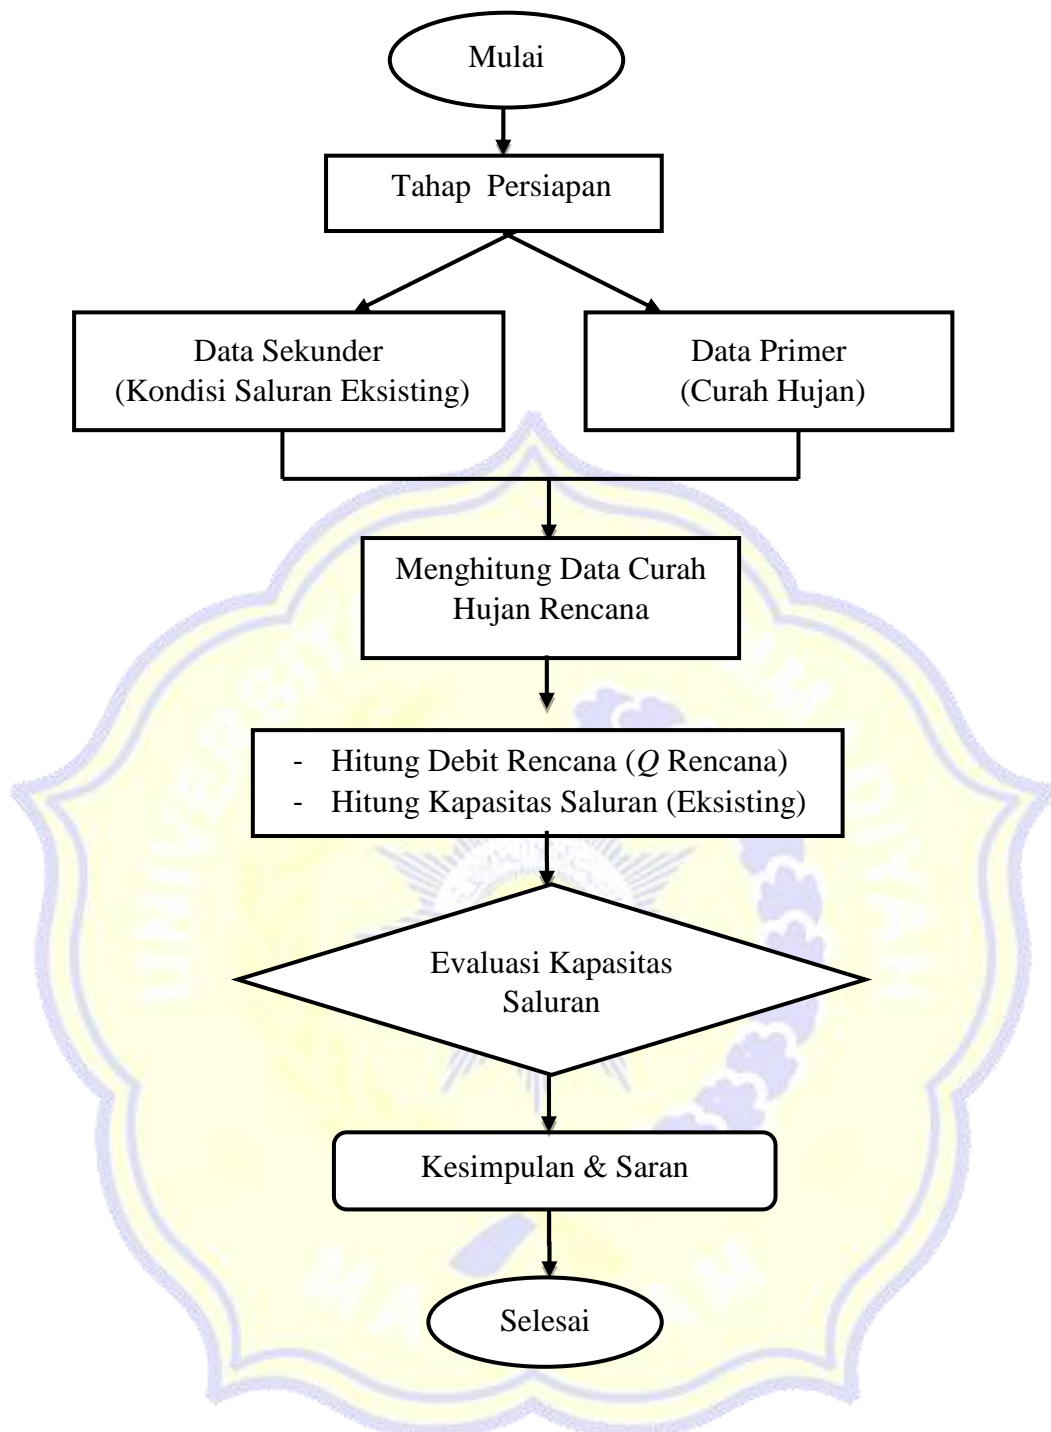 Mulai
Tahap Persiapan
Data Sekunder
(Kondisi Saluran Eksisting)
Data Primer
(Curah Hujan)
Menghitung Data Curah
Hujan Rencana
- Hitung Debit Rencana (Q Rencana)
- Hitung Kapasitas Saluran (Eksisting)
Evaluasi Kapasitas
Saluran
Kesimpulan & Saran
Selesai